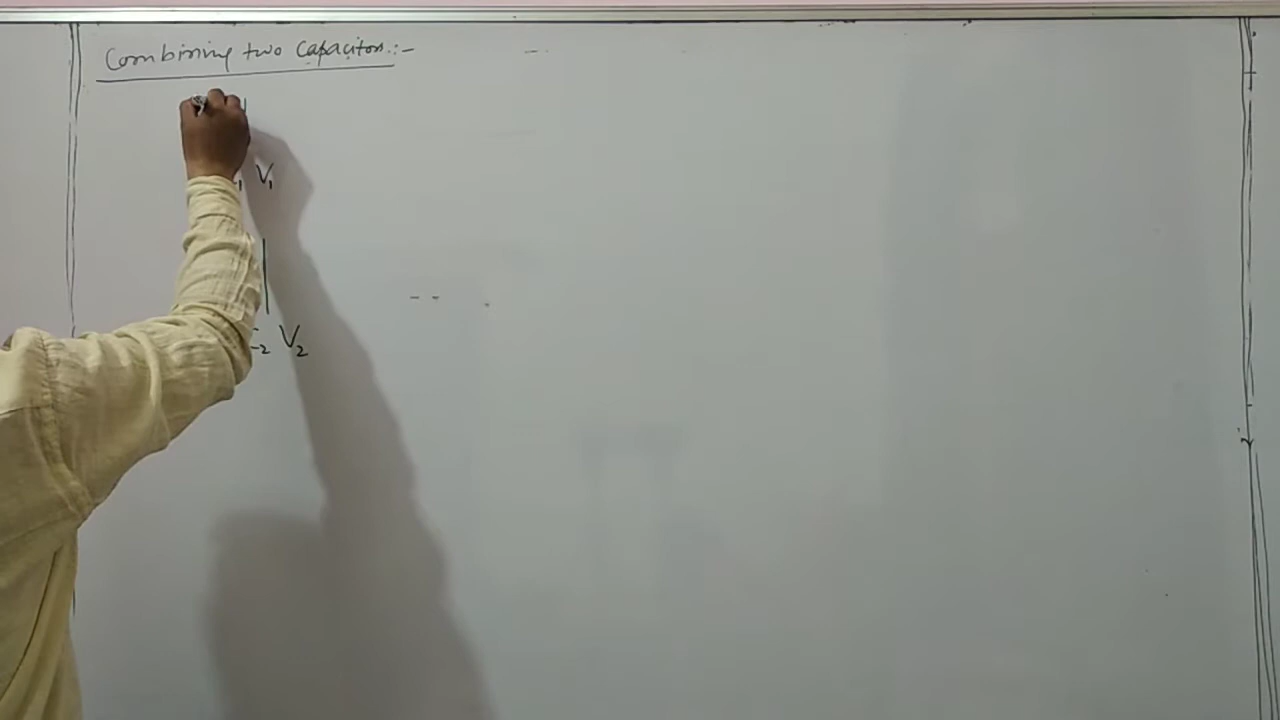 Combining two Capacitors :-
V₁
V₂